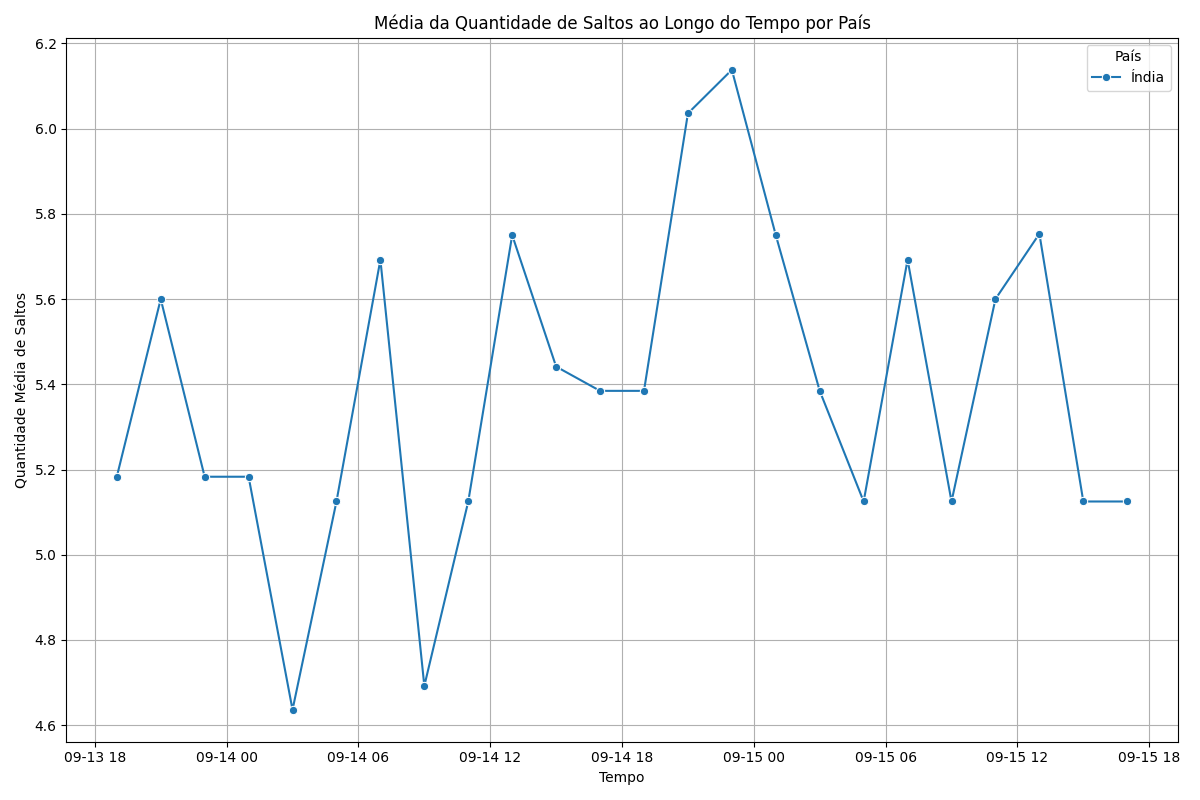 Média da Quantidade de Saltos ao Longo do Tempo por País
País
Índia
Quantidade Média de Saltos
6.2
6.0
5.8
5.6
5.4
5.2
5.0
4.8
4.6
09-13 18 09-14 00 09-14 06 09-14 12 09-14 18 09-15 00 09-15 06 09-15 12 09-15 18
Tempo